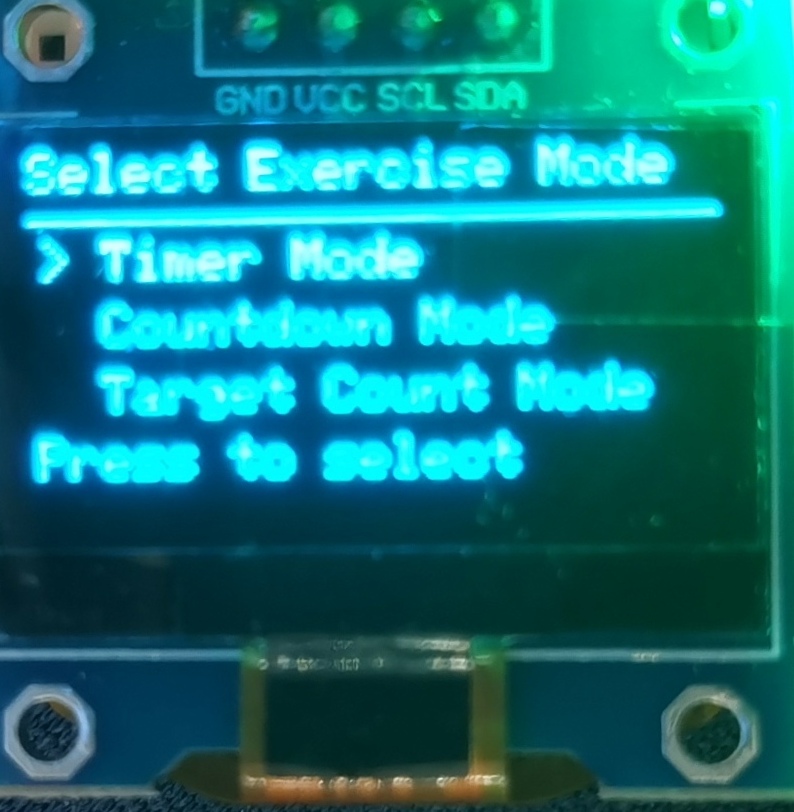 GND VCC SCL SDA
Select Exercise Mode
> Timer Mode
Countdown Mode
Target Count Mode
Press to select